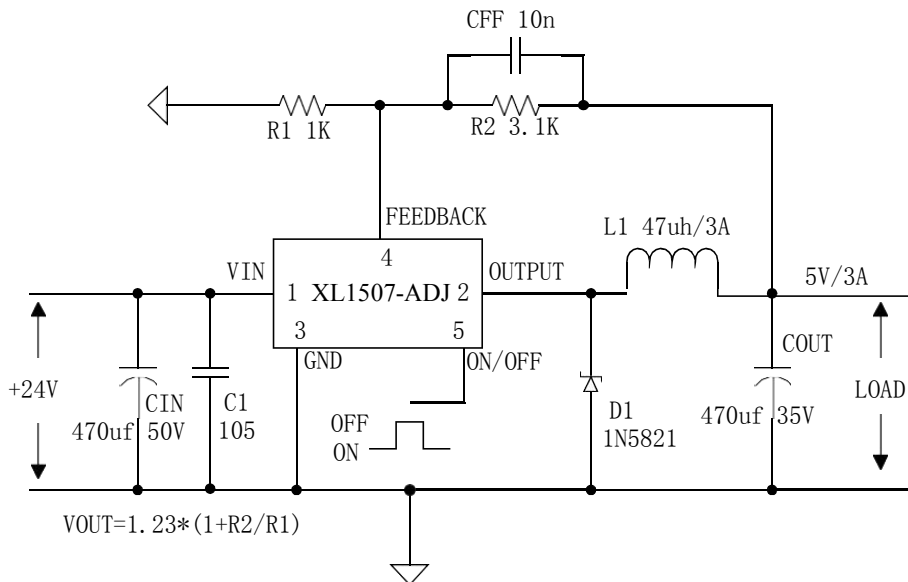 CFF 10n
R1 1K
R2 3.1K
FEEDBACK
L1 47uh/3A
4
VIN
OUTPUT
5V/3A
1 XL1507-ADJ 2
3
5
GND
ON/OFF
COUT
+24V
CIN
C1
D1
LOAD
470uf 50V
105
OFF
1N5821
470uf 35V
ON
VOUT=1.23*(1+R2/R1)